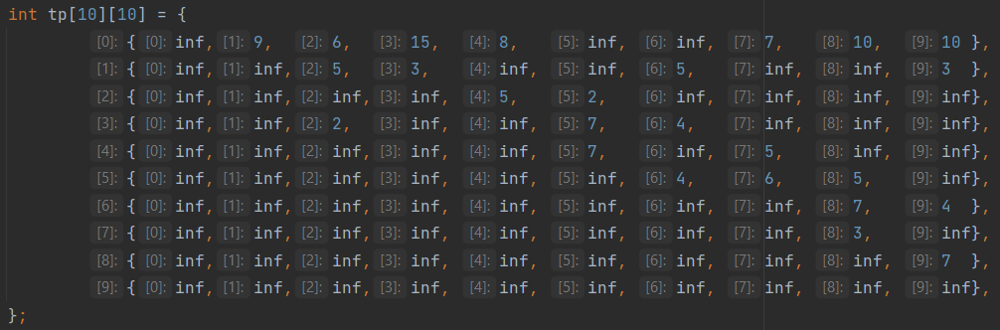 int tp[10][10] = {
[0]: { [0]: inf, [1]: 9, [2]: 6, [3]: 15, [4]: 8, [5]: inf, [6]: inf, [7]: 7, [8]: 10, [9]: 10 },
[1]: { [0]: inf, [1]: inf, [2]: 5, [3]: 3, [4]: inf, [5]: inf, [6]: 5, [7]: inf, [8]: inf, [9]: 3 },
[2]: { [0]: inf, [1]: inf, [2]: inf, [3]: inf, [4]: 5, [5]: 2, [6]: inf, [7]: inf, [8]: inf, [9]: inf},
[3]: { [0]: inf, [1]: inf, [2]: 2, [3]: inf, [4]: inf, [5]: 7, [6]: 4, [7]: inf, [8]: inf, [9]: inf},
[4]: { [0]: inf, [1]: inf, [2]: inf, [3]: inf, [4]: inf, [5]: 7, [6]: inf, [7]: 5, [8]: inf, [9]: inf},
[5]: { [0]: inf, [1]: inf, [2]: inf, [3]: inf, [4]: inf, [5]: inf, [6]: 4, [7]: 6, [8]: 5, [9]: inf},
[6]: { [0]: inf, [1]: inf, [2]: inf, [3]: inf, [4]: inf, [5]: inf, [6]: inf, [7]: inf, [8]: 7, [9]: 4 },
[7]: { [0]: inf, [1]: inf, [2]: inf, [3]: inf, [4]: inf, [5]: inf, [6]: inf, [7]: inf, [8]: 3, [9]: inf},
[8]: { [0]: inf, [1]: inf, [2]: inf, [3]: inf, [4]: inf, [5]: inf, [6]: inf, [7]: inf, [8]: inf, [9]: 7 },
[9]: { [0]: inf, [1]: inf, [2]: inf, [3]: inf, [4]: inf, [5]: inf, [6]: inf, [7]: inf, [8]: inf, [9]: inf},
};